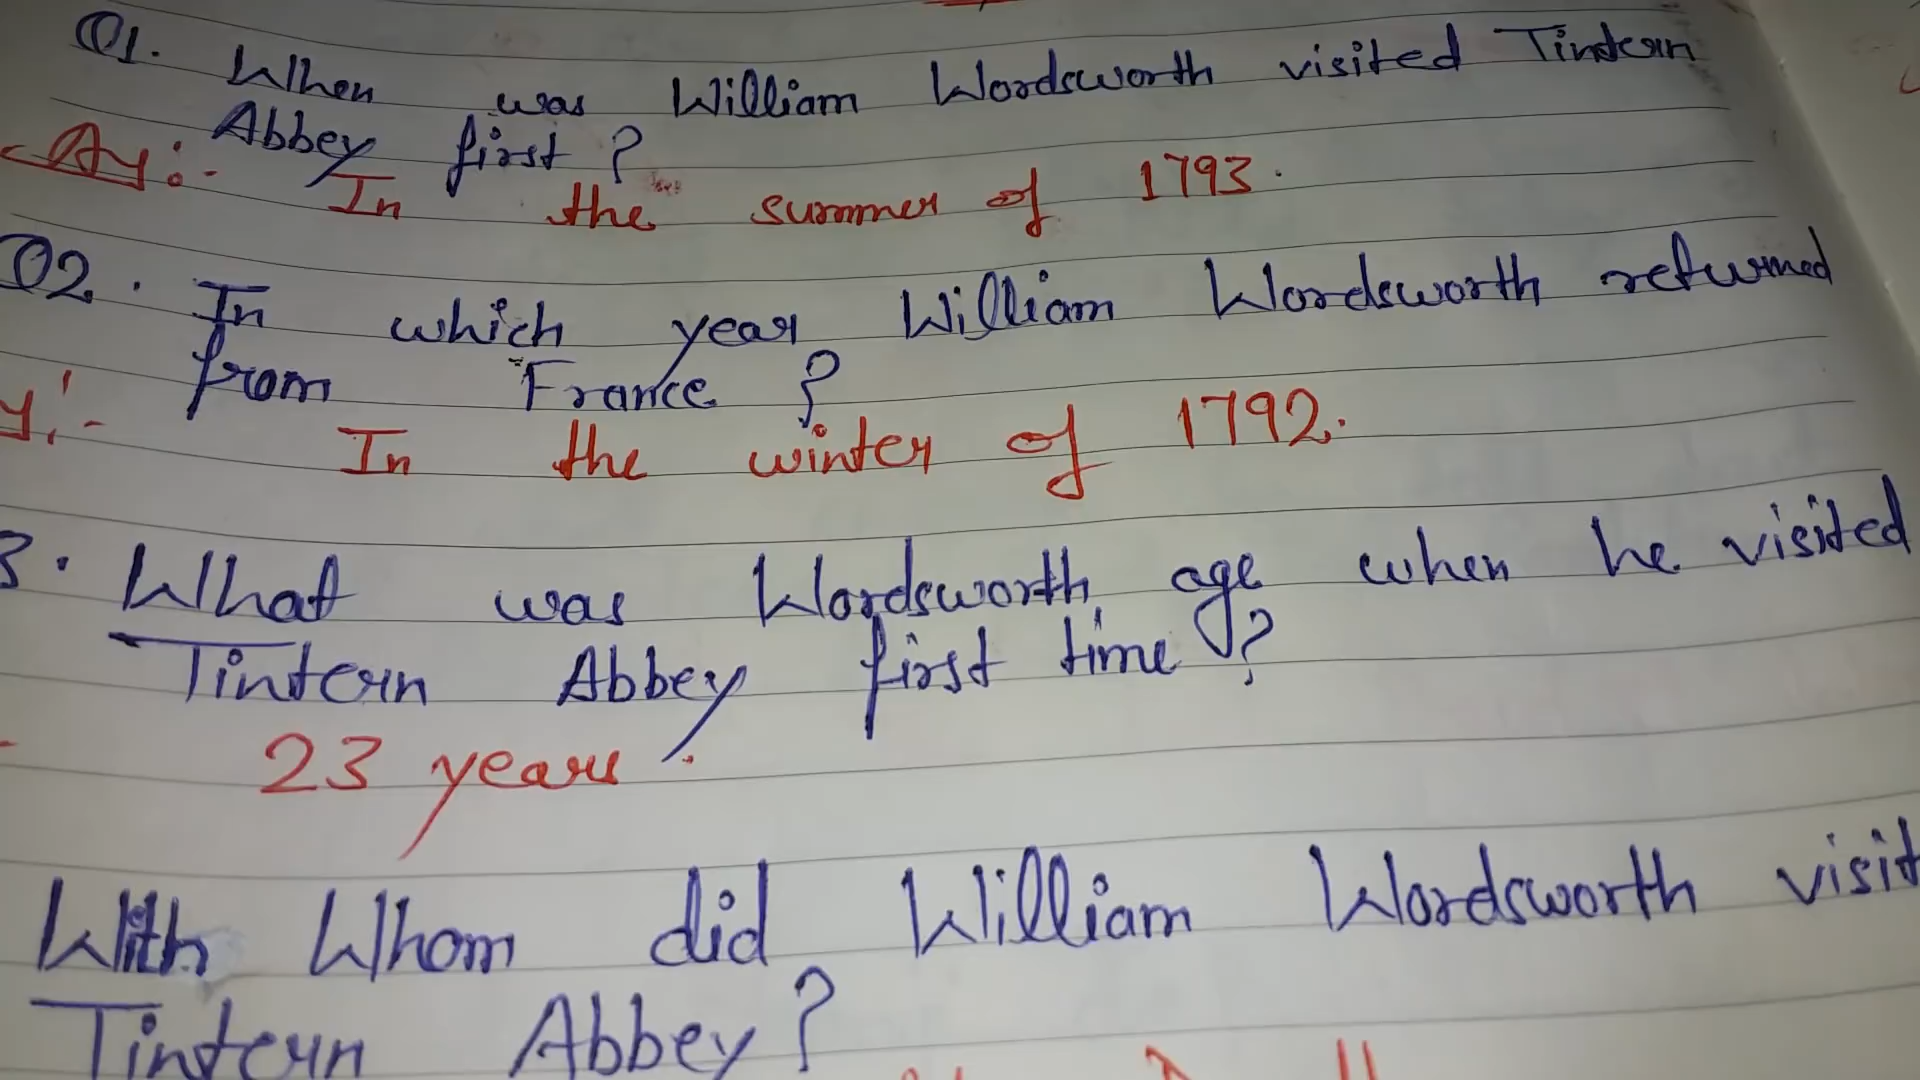 Q1. When was William Wordsworth visited Tintern
Abbey first ?
Ay:- In the summer of 1793.
Q2. In which year William Wordsworth returned
from France ?
y:- In the winter of 1792.
3. What was Wordsworth, age when he visited
Tintern Abbey first time ?
23 years.
With Whom did William Wordsworth visit
Tintern Abbey?